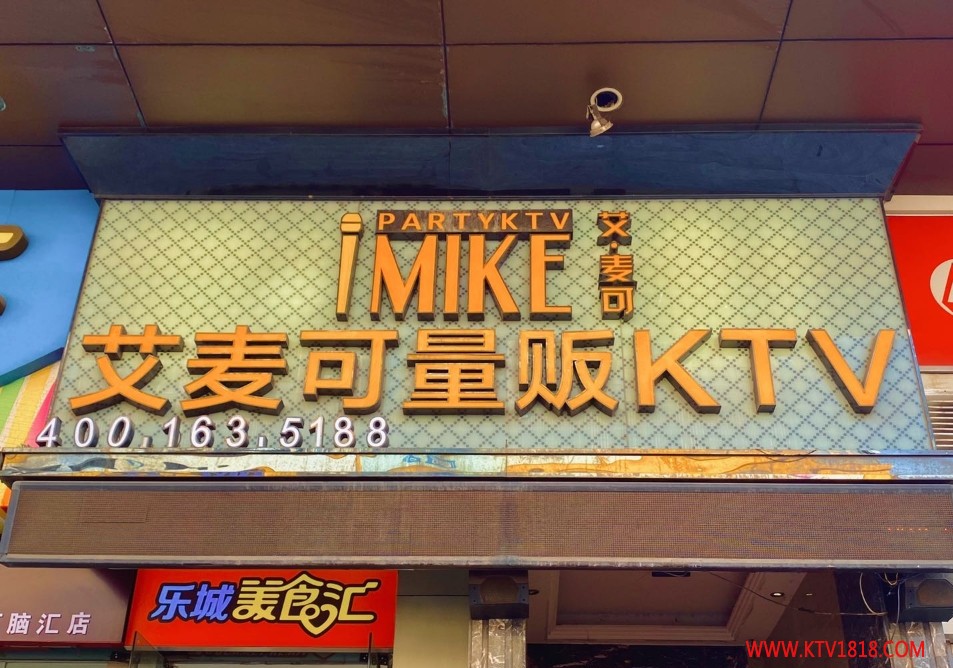 PARTYKTV
iMIKE
艾·麦可
艾麦可量贩KTV
400.163.5188
乐城美食汇
脑汇店
WWW.KTV1818.COM